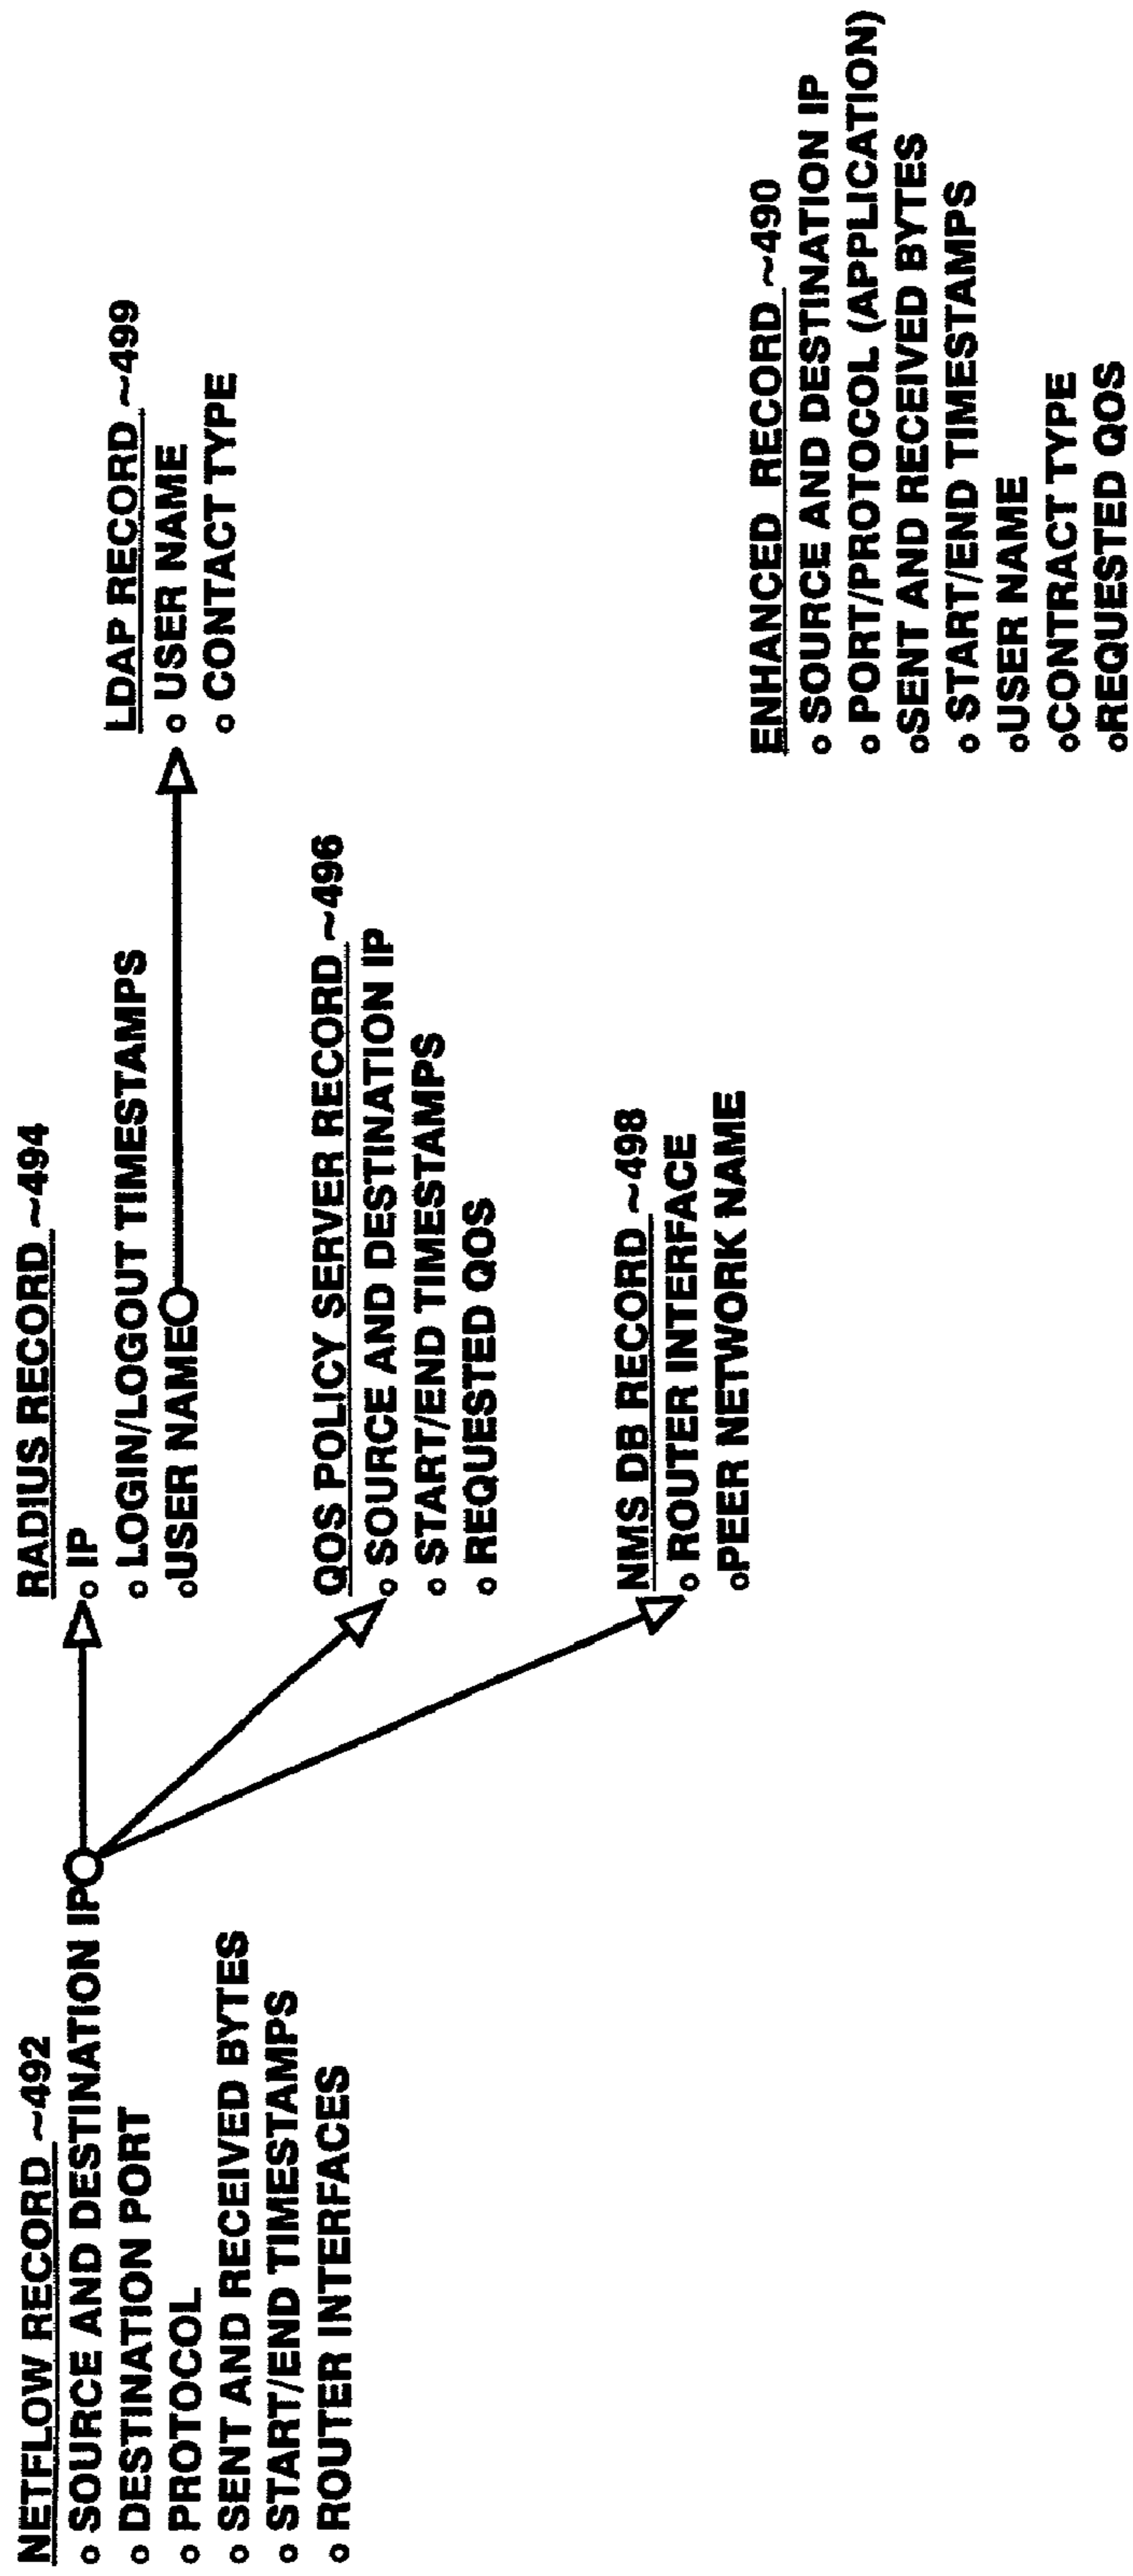 NETFLOW RECORD ~492
o SOURCE AND DESTINATION IP
o DESTINATION PORT
o PROTOCOL
o SENT AND RECEIVED BYTES
o START/END TIMESTAMPS
o ROUTER INTERFACES
RADIUS RECORD ~494
o IP
o LOGIN/LOGOUT TIMESTAMPS
oUSER NAME
QOS POLICY SERVER RECORD ~496
o SOURCE AND DESTINATION IP
o START/END TIMESTAMPS
o REQUESTED QOS
NMS DB RECORD ~498
o ROUTER INTERFACE
oPEER NETWORK NAME
LDAP RECORD ~499
o USER NAME
o CONTACT TYPE
ENHANCED RECORD ~490
o SOURCE AND DESTINATION IP
o PORT/PROTOCOL (APPLICATION)
oSENT AND RECEIVED BYTES
o START/END TIMESTAMPS
oUSER NAME
oCONTRACT TYPE
oREQUESTED QOS